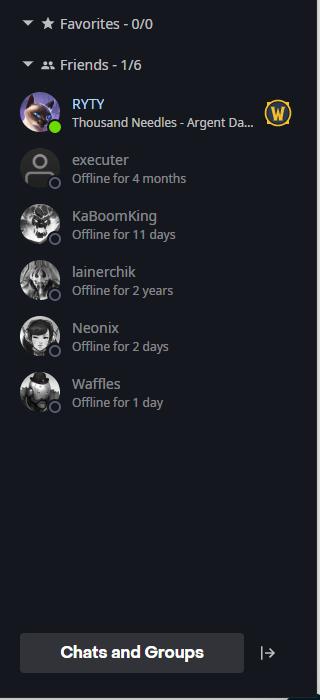 Favorites - 0/0
Friends - 1/6
RYTY
Thousand Needles - Argent Da...
W
executer
Offline for 4 months
KaBoomKing
Offline for 11 days
lainerchik
Offline for 2 years
Neonix
Offline for 2 days
Waffles
Offline for 1 day
Chats and Groups